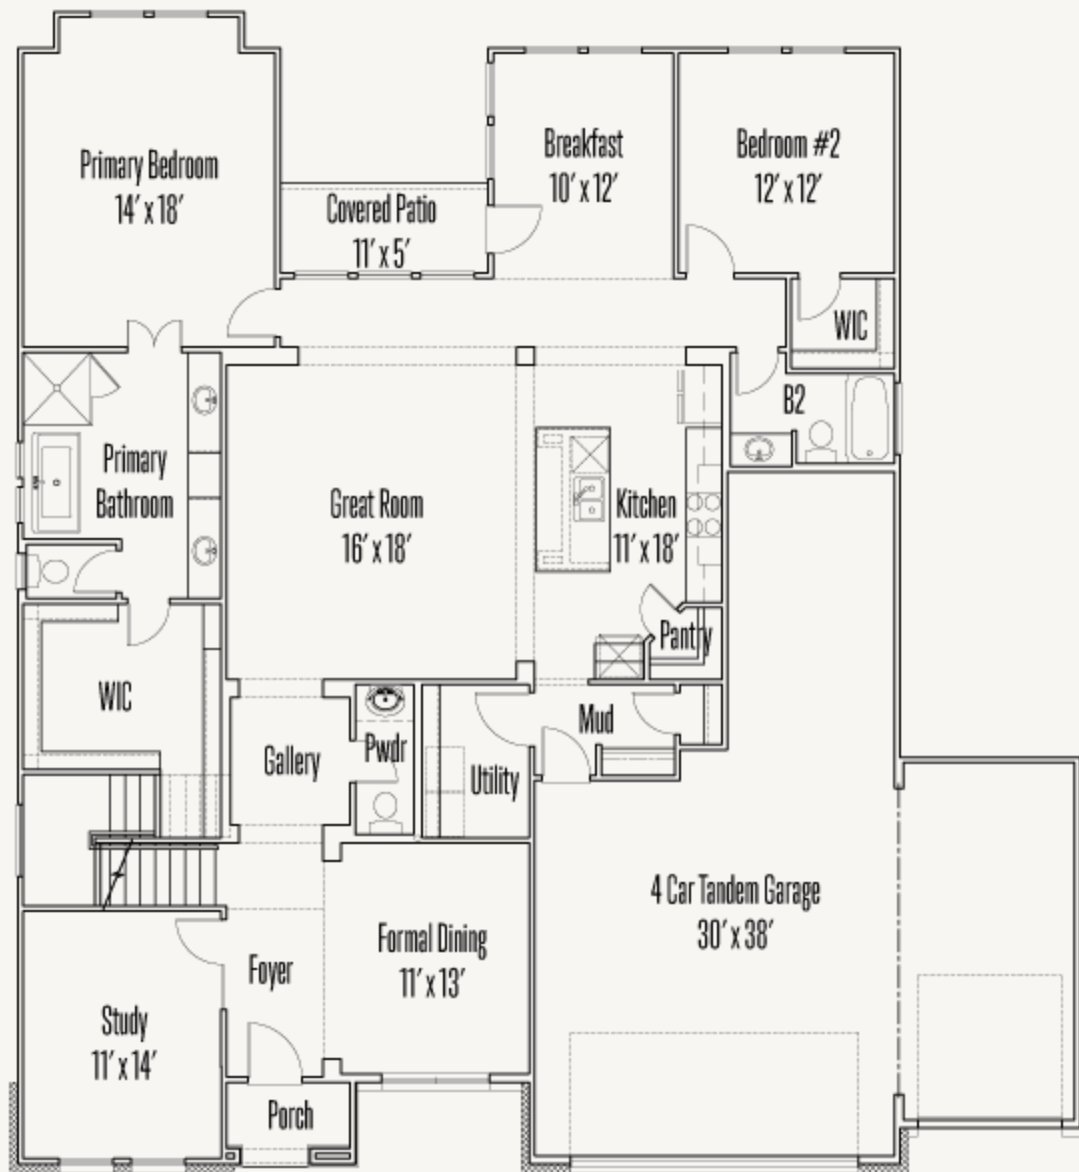 Primary Bedroom
14′ x 18′
Covered Patio
11′ x 5′
Breakfast
10′ x 12′
Bedroom #2
12′ x 12′
WIC
B2
Primary
Bathroom
Great Room
16′ x 18′
Kitchen
11′ x 18′
Pantry
WIC
Gallery
Pwdr
Utility
Mud
4 Car Tandem Garage
30′ x 38′
Formal Dining
11′ x 13′
Foyer
Study
11′ x 14′
Porch